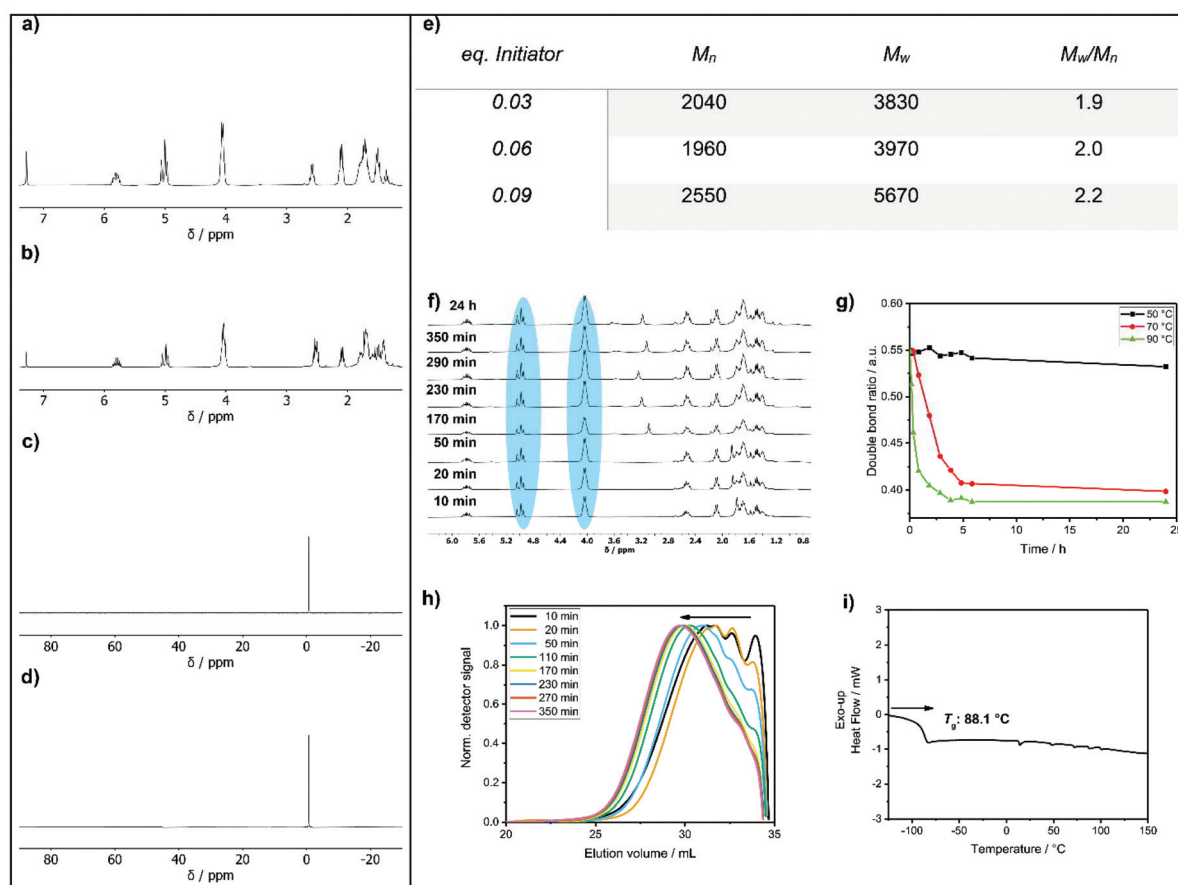 a)
7 6 5 4 3 2
δ / ppm
b)
7 6 5 4 3 2
δ / ppm
c)
80 60 40 20 0 -20
δ / ppm
d)
80 60 40 20 0 -20
δ / ppm
e)
eq. Initiator Mn Mw Mw/Mn
0.03 2040 3830 1.9
0.06 1960 3970 2.0
0.09 2550 5670 2.2
f)
24 h
350 min
290 min
230 min
170 min
50 min
20 min
10 min
6.0 5.2 4.8 4.4 4.0 3.6 3.2 2.8 2.4 2.0 1.6 1.2 0.8
δ / ppm
g)
0.60
0.55
0.50
0.45
0.40
Double bond ratio / a.u.
50 °C
70 °C
90 °C
0 5 10 15 20 25
Time / h
h)
1.0
0.8
0.6
0.4
0.2
0.0
Norm. detector signal
10 min
20 min
50 min
110 min
170 min
230 min
270 min
350 min
20 25 30 35
Elution volume / mL
i)
3
2
1
0
-1
-2
-3
Exo-up
Heat Flow / mW
Tg: 88.1 °C
-100 -50 0 50 100 150
Temperature / °C